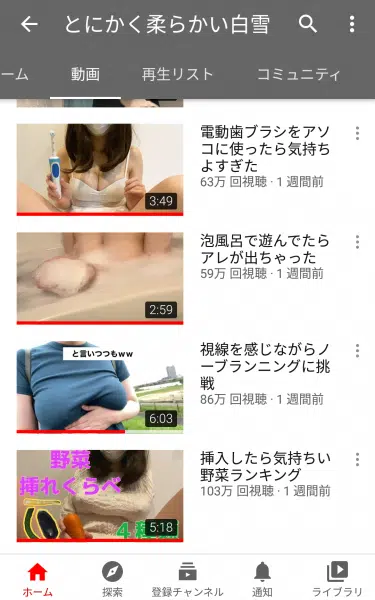 とにかく柔らかい白雪
ーム
動画
再生リスト
コミュニティ
3:49
電動歯ブラシをアソ
コに使ったら気持ち
よすぎた
63万 回視聴・1 週間前
2:59
泡風呂で遊んでたら
アレが出ちゃった
59万 回視聴・1 週間前
と言いつつもww
6:03
視線を感じながらノ
ーブランニングに挑
戦
86万 回視聴・1 週間前
野菜
挿れくらべ
4種
5:18
挿入したら気持ちい
野菜ランキング
103万 回視聴・1 週間前
ホーム
探索
登録チャンネル
通知
ライブラリ